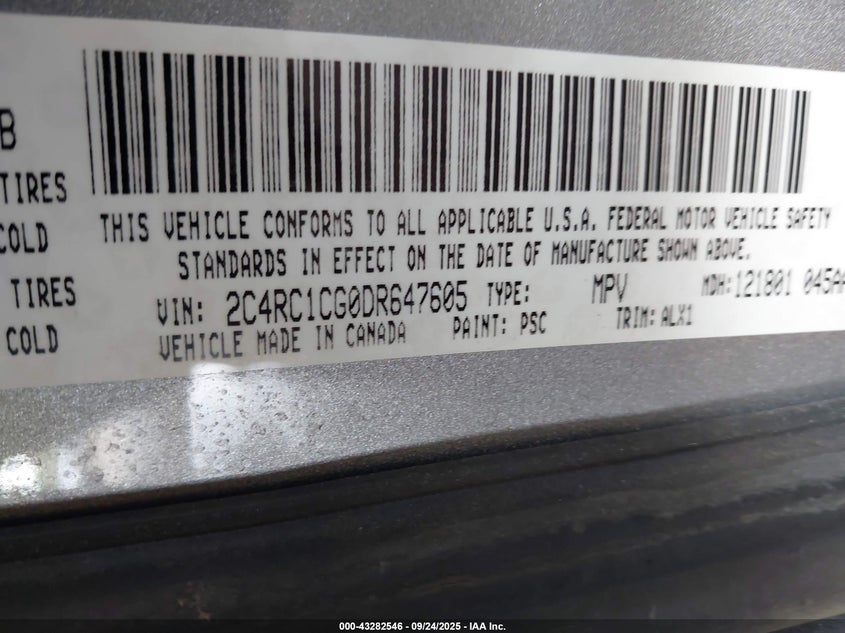 B
TIRES
COLD
TIRES
COLD
THIS VEHICLE CONFORMS TO ALL APPLICABLE U.S.A. FEDERAL MOTOR VEHICLE SAFETY
STANDARDS IN EFFECT ON THE DATE OF MANUFACTURE SHOWN ABOVE.
VIN: 2C4RC1CG0DR647605 TYPE: MPV MDH: 121801 045AA
VEHICLE MADE IN CANADA PAINT: PSC TRIM: ALX1
000-43282546 - 09/24/2025 - IAA Inc.